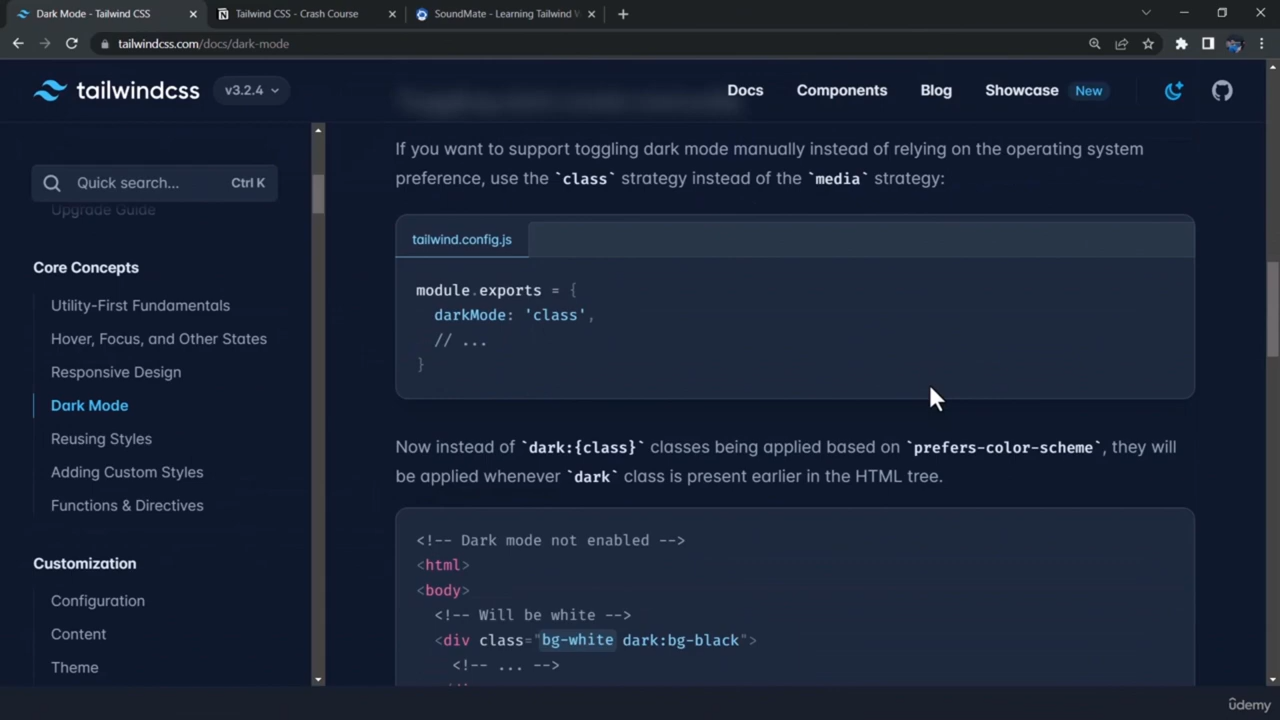 Dark Mode - Tailwind CSS
Tailwind CSS - Crash Course
SoundMate - Learning Tailwind
tailwindcss.com/docs/dark-mode
tailwindcss
v3.2.4
Docs
Components
Blog
Showcase
New
Quick search...
Ctrl K
Upgrade Guide
Core Concepts
Utility-First Fundamentals
Hover, Focus, and Other States
Responsive Design
Dark Mode
Reusing Styles
Adding Custom Styles
Functions & Directives
Customization
Configuration
Content
Theme
If you want to support toggling dark mode manually instead of relying on the operating system
preference, use the `class` strategy instead of the `media` strategy:
tailwind.config.js
module.exports = {
darkMode: 'class',
// ...
}
Now instead of `dark:{class}` classes being applied based on `prefers-color-scheme`, they will
be applied whenever `dark` class is present earlier in the HTML tree.
<!-- Dark mode not enabled -->
<html>
<body>
<!-- Will be white -->
<div class="bg-white dark:bg-black">
<!-- ... -->
ûdemy